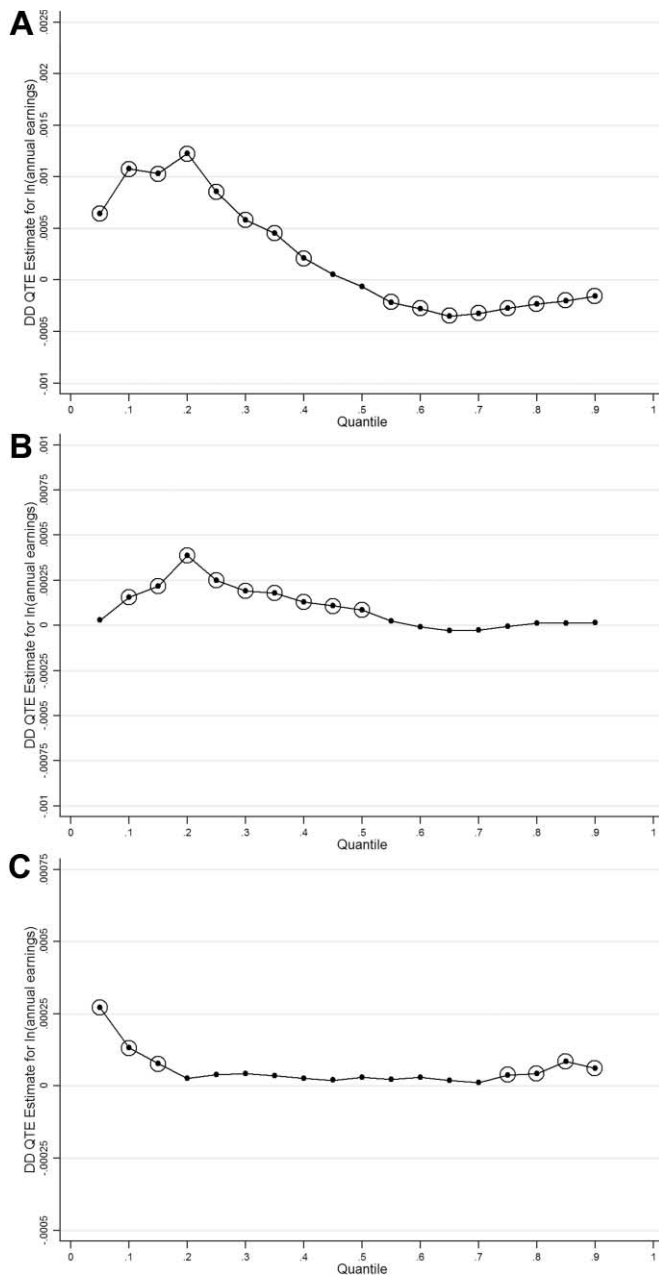 A
DD QTE Estimate for ln(annual earnings)
.0025
.002
.0015
.001
.0005
0
-.0005
-.001
0 .1 .2 .3 .4 .5 .6 .7 .8 .9 1
Quantile
B
DD QTE Estimate for ln(annual earnings)
.001
.00075
.0005
.00025
0
-.00025
-.0005
-.00075
-.001
0 .1 .2 .3 .4 .5 .6 .7 .8 .9 1
Quantile
C
DD QTE Estimate for ln(annual earnings)
.00075
.0005
.00025
0
-.00025
-.0005
0 .1 .2 .3 .4 .5 .6 .7 .8 .9 1
Quantile